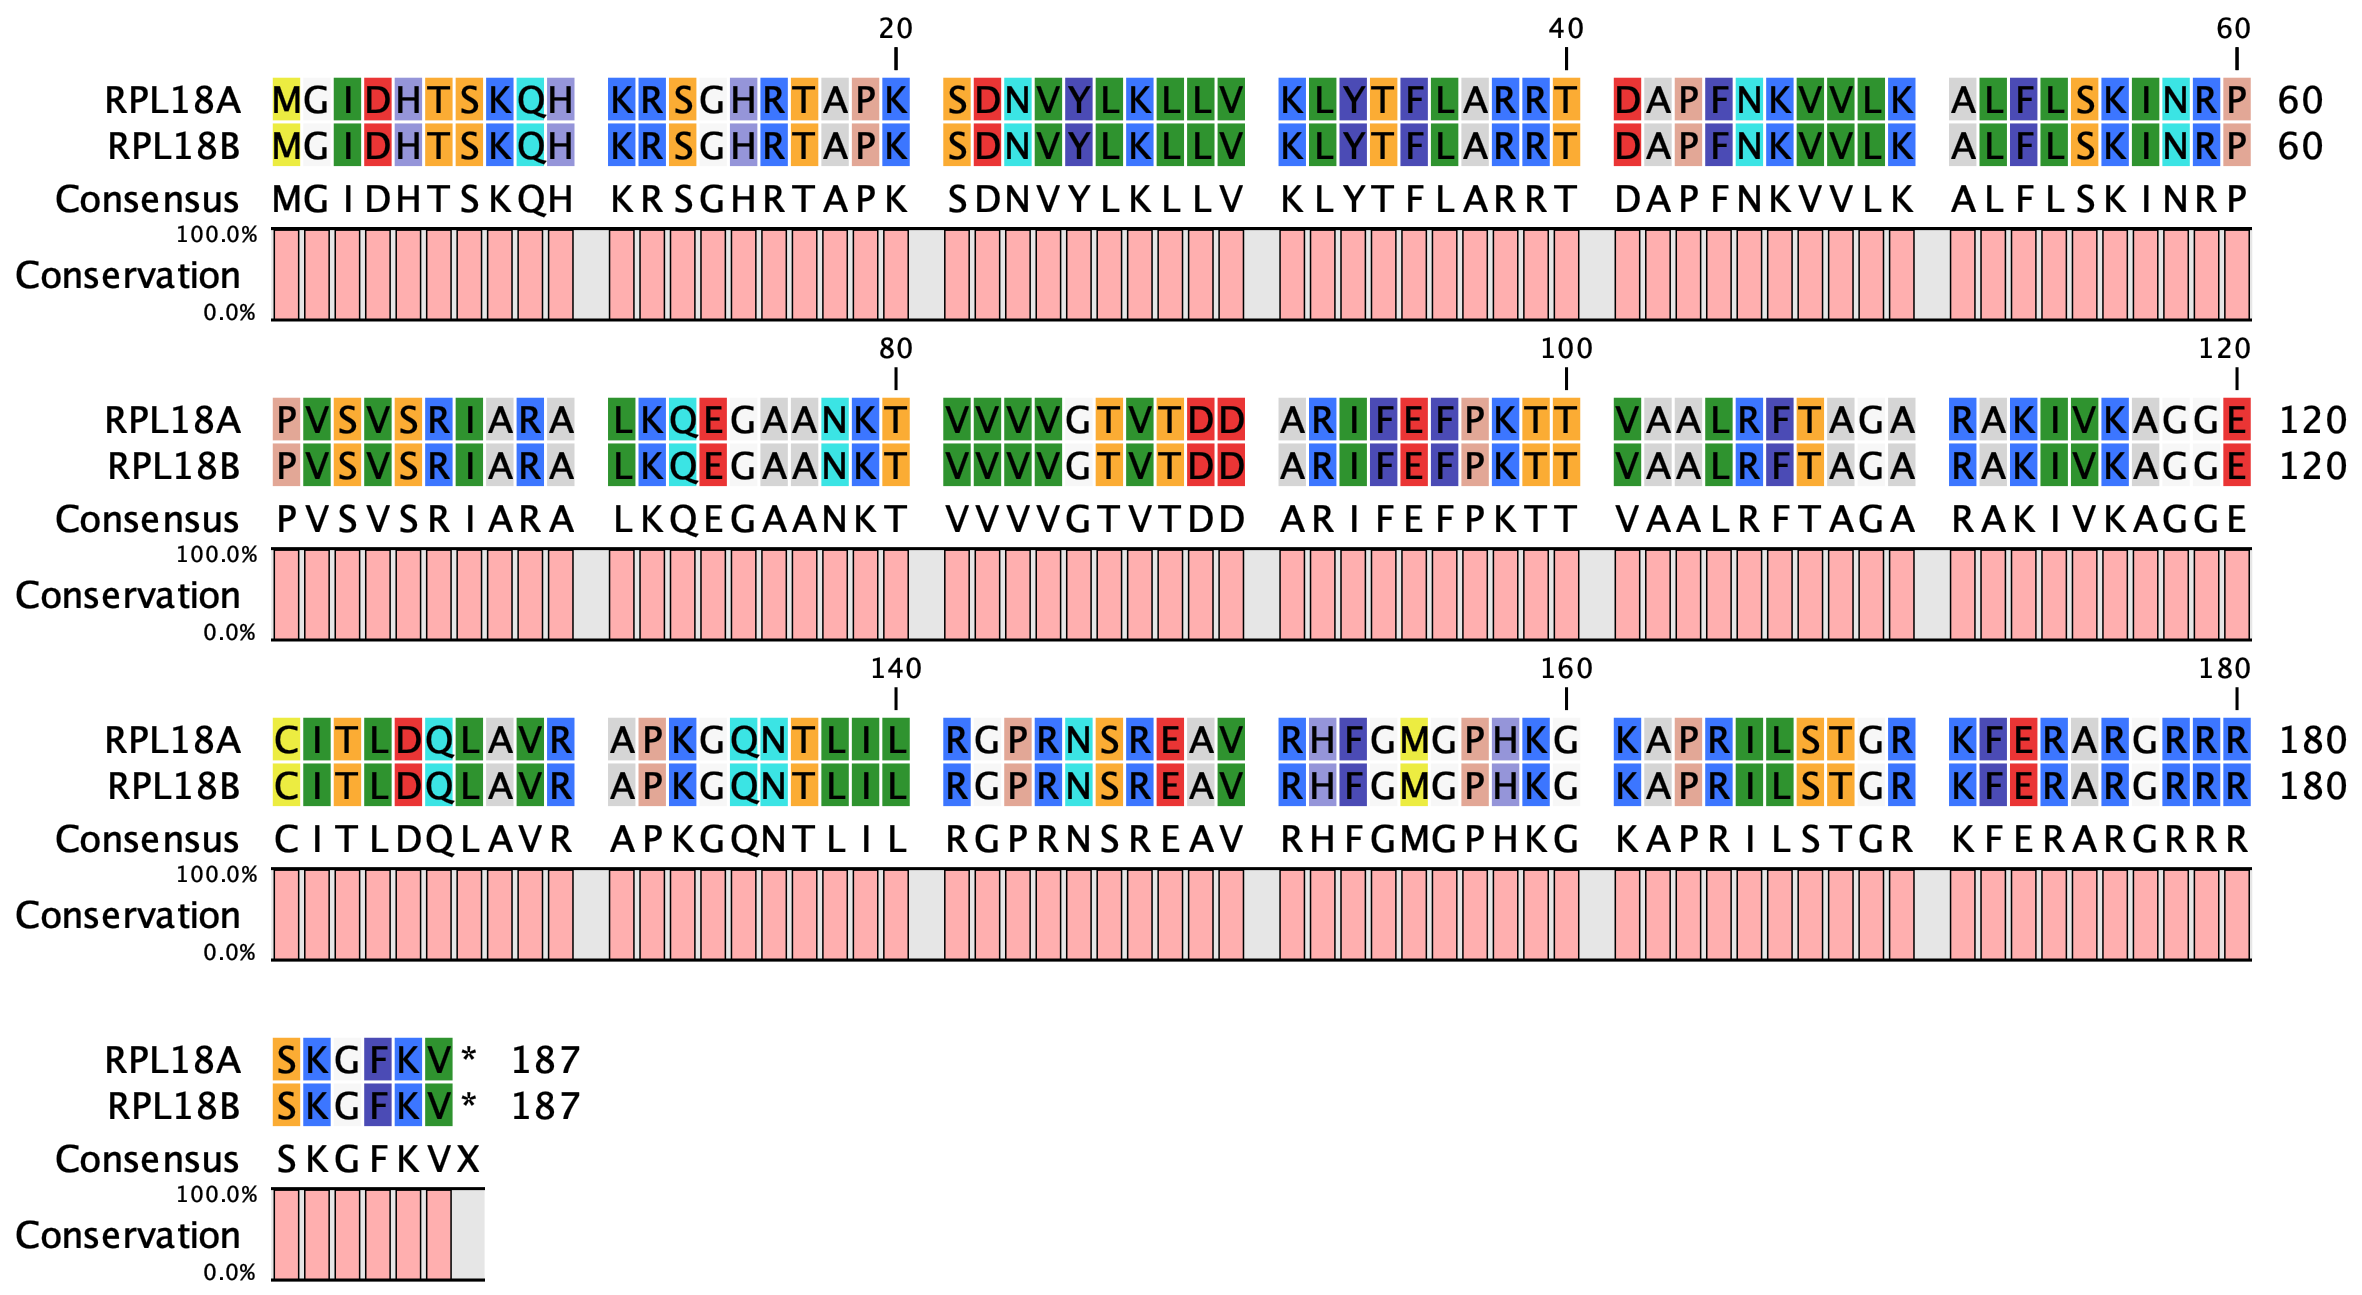 20 40 60
RPL18A MGIDHTSKQH KRSGHRTAPK SDNVYLKLLV KLYTFLARRT DAPFNKVVLK ALFLSKINRP 60
RPL18B MGIDHTSKQH KRSGHRTAPK SDNVYLKLLV KLYTFLARRT DAPFNKVVLK ALFLSKINRP 60
Consensus MGIDHTSKQH KRSGHRTAPK SDNVYLKLLV KLYTFLARRT DAPFNKVVLK ALFLSKINRP
100.0%
Conservation
0.0%
80 100 120
RPL18A PVSVSRIARA LKQEGAANKT VVVVGTVTDD ARIFEFPKTT VAALRFTAGA RAKIVKAGGE 120
RPL18B PVSVSRIARA LKQEGAANKT VVVVGTVTDD ARIFEFPKTT VAALRFTAGA RAKIVKAGGE 120
Consensus PVSVSRIARA LKQEGAANKT VVVVGTVTDD ARIFEFPKTT VAALRFTAGA RAKIVKAGGE
100.0%
Conservation
0.0%
140 160 180
RPL18A CITLDQLAVR APKGQNTLIL RGPRNSREAV RHFGMGPHKG KAPRILSTGR KFERARGRRR 180
RPL18B CITLDQLAVR APKGQNTLIL RGPRNSREAV RHFGMGPHKG KAPRILSTGR KFERARGRRR 180
Consensus CITLDQLAVR APKGQNTLIL RGPRNSREAV RHFGMGPHKG KAPRILSTGR KFERARGRRR
100.0%
Conservation
0.0%
RPL18A SKGFKV* 187
RPL18B SKGFKV* 187
Consensus SKGFKVX
100.0%
Conservation
0.0%